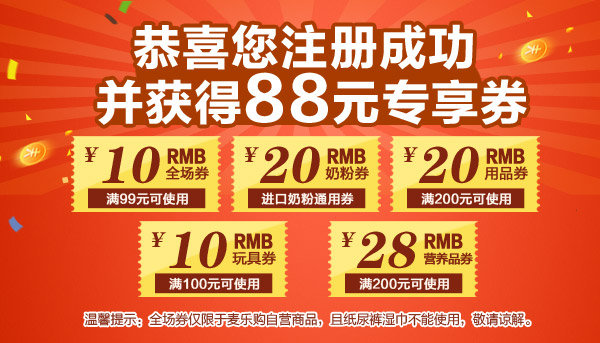 恭喜您注册成功
并获得88元专享券
¥10 RMB 全场券
满99元可使用
¥20 RMB 奶粉券
进口奶粉通用券
¥20 RMB 用品券
满200元可使用
¥10 RMB 玩具券
满100元可使用
¥28 RMB 营养品券
满200元可使用
温馨提示：全场券仅限于麦乐购自营商品，且纸尿裤湿巾不能使用，敬请谅解。